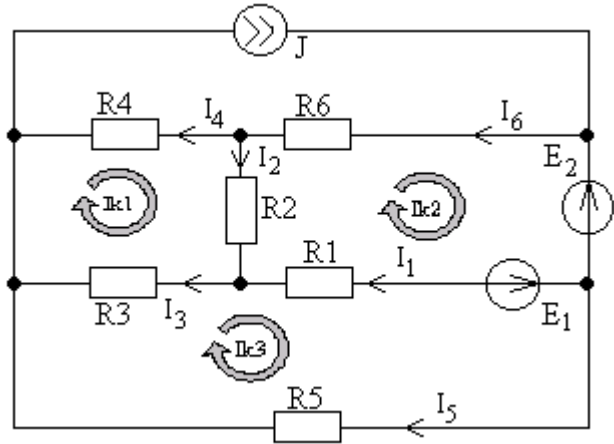 J
R4 I4 R6 I6
I2 E2
Ik1 R2 Ik2
R1 I1
R3 I3 E1
Ik3
R5 I5